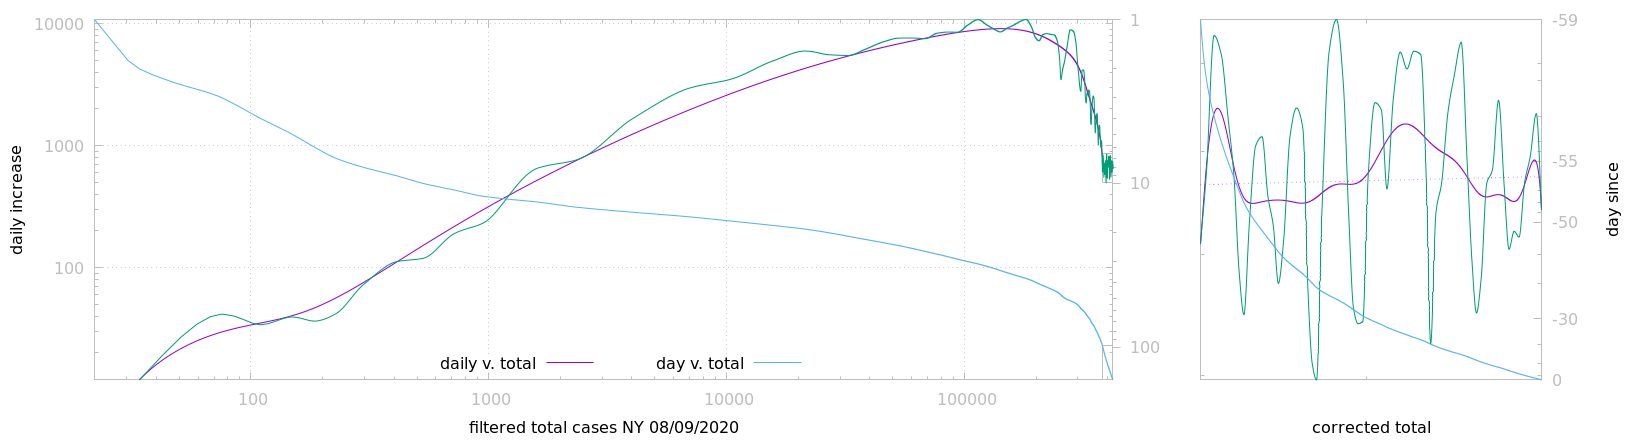 10000
1000
100
daily increase
1
10
100
daily v. total
day v. total
100
1000
10000
100000
filtered total cases NY 08/09/2020
-59
-55
-50
-30
0
day since
corrected total